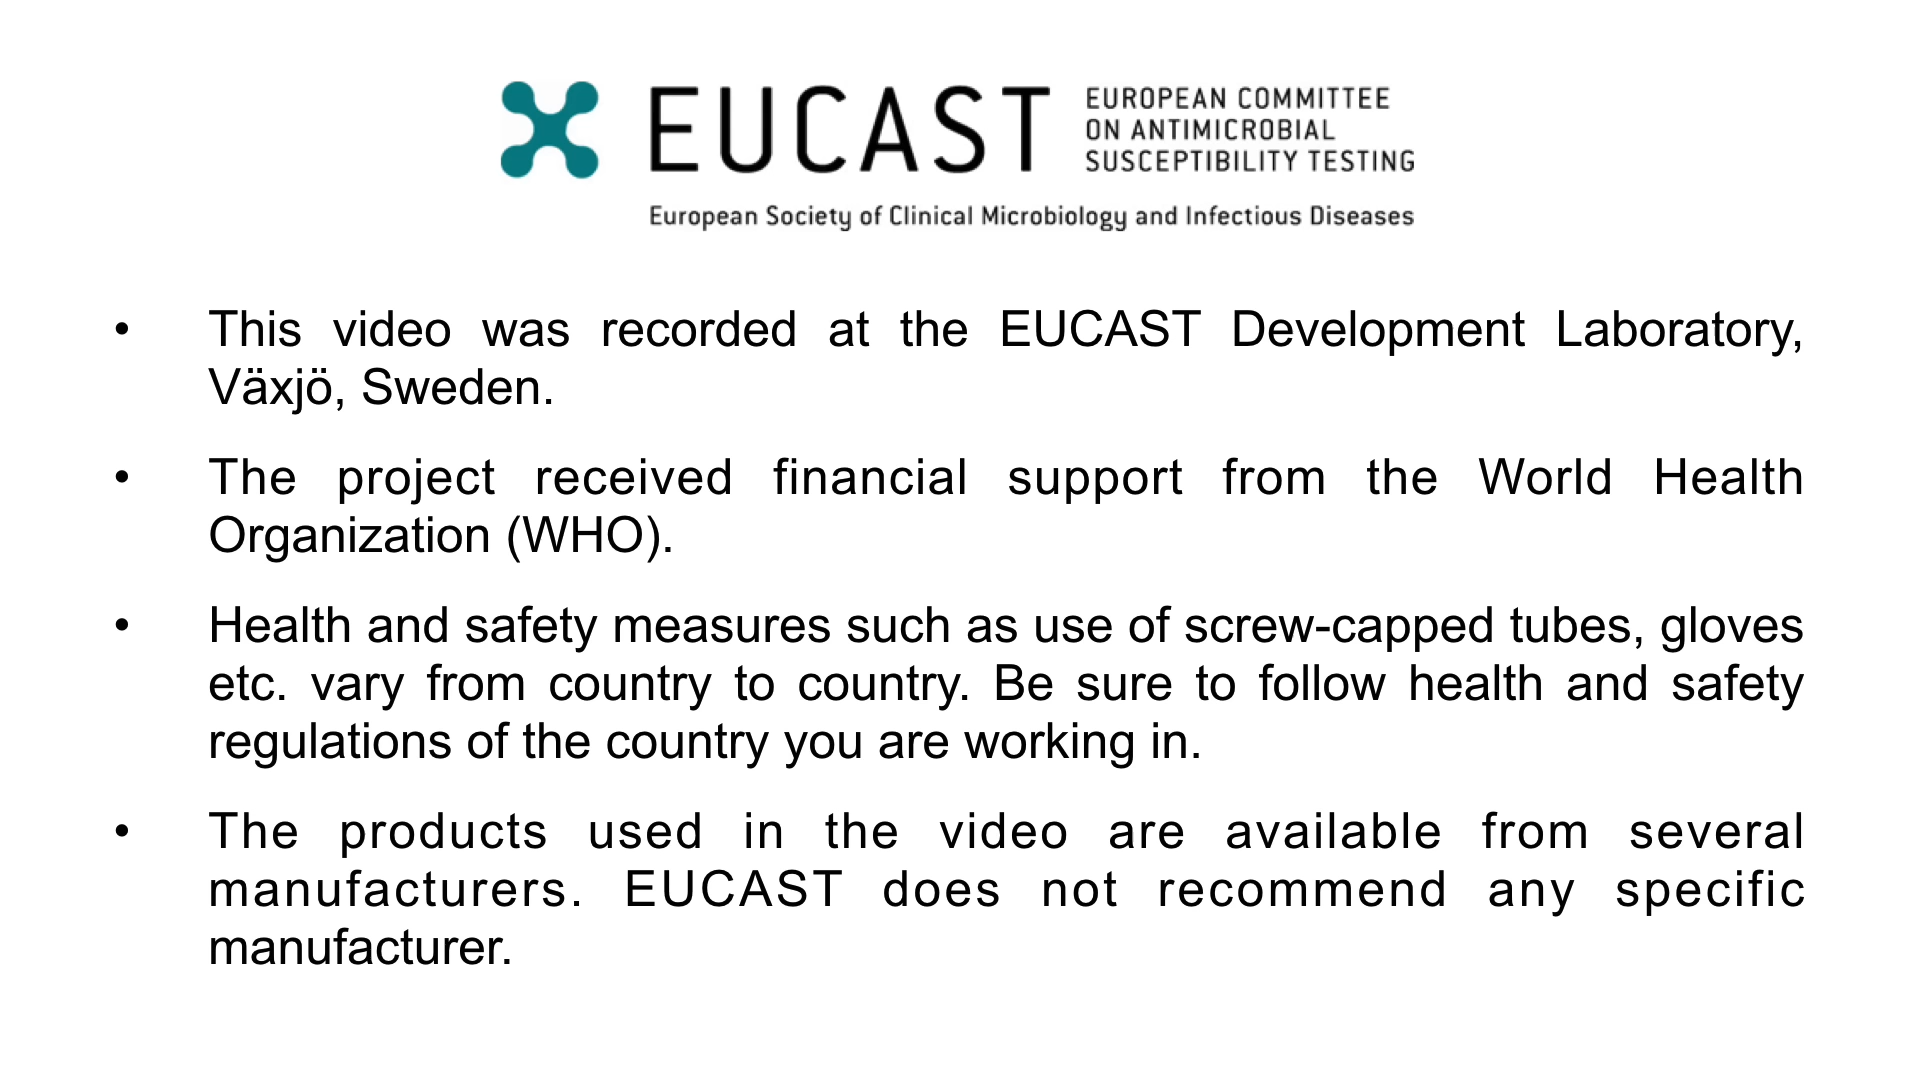 EUCAST
EUROPEAN COMMITTEE
ON ANTIMICROBIAL
SUSCEPTIBILITY TESTING
European Society of Clinical Microbiology and Infectious Diseases
• This video was recorded at the EUCAST Development Laboratory,
Växjö, Sweden.
• The project received financial support from the World Health
Organization (WHO).
• Health and safety measures such as use of screw-capped tubes, gloves
etc. vary from country to country. Be sure to follow health and safety
regulations of the country you are working in.
• The products used in the video are available from several
manufacturers. EUCAST does not recommend any specific
manufacturer.